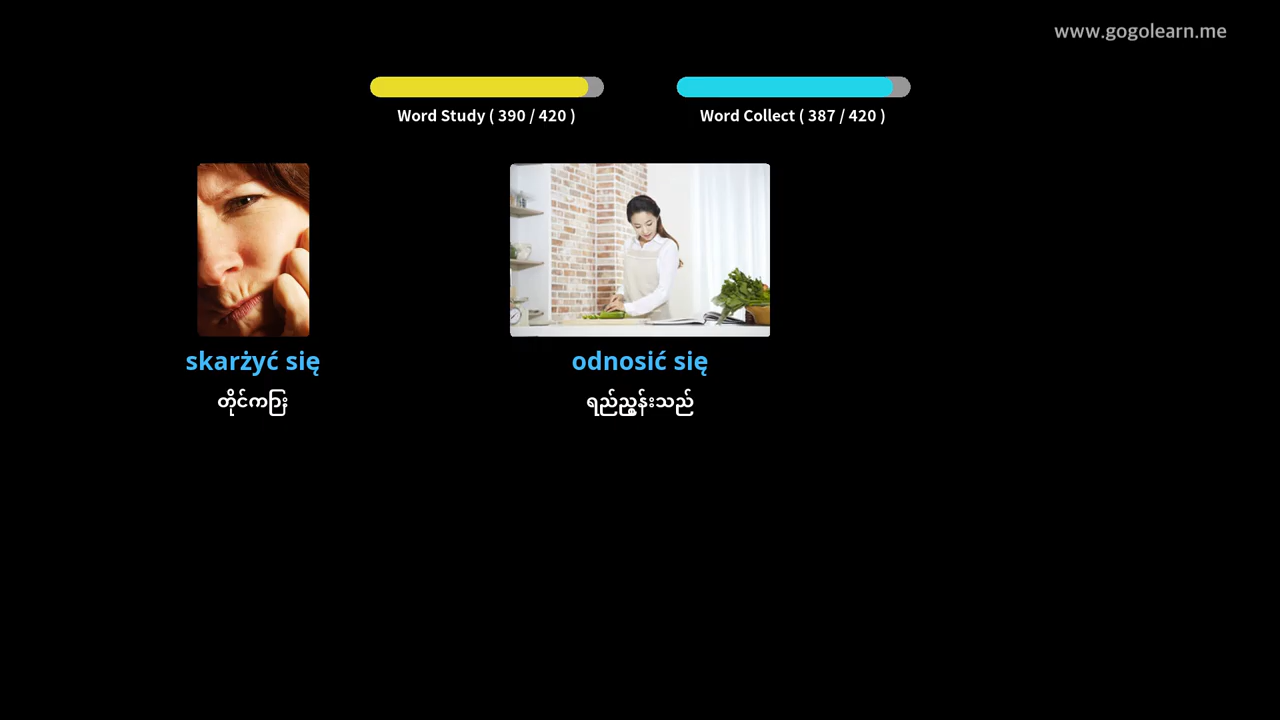 www.gogolearn.me
Word Study ( 390 / 420 )
Word Collect ( 387 / 420 )
skarżyć się
odnosić się
တိုင်ကြား
ရည်ညွှန်းသည်